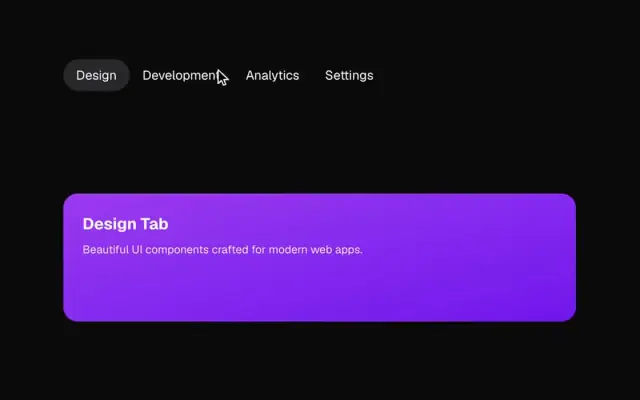 Design
Development
Analytics
Settings
Design Tab
Beautiful UI components crafted for modern web apps.